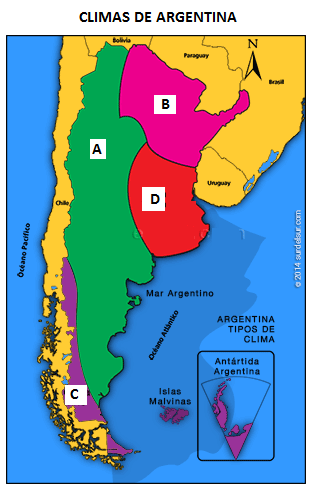 CLIMAS DE ARGENTINA
Bolivia
Paraguay
N
Brasil
B
A
Chile
D
Uruguay
Océano Pacífico
© 2014 surdelsur.com
Mar Argentino
Océano Atlántico
ARGENTINA
TIPOS DE
CLIMA
Antártida
Argentina
C
Islas
Malvinas